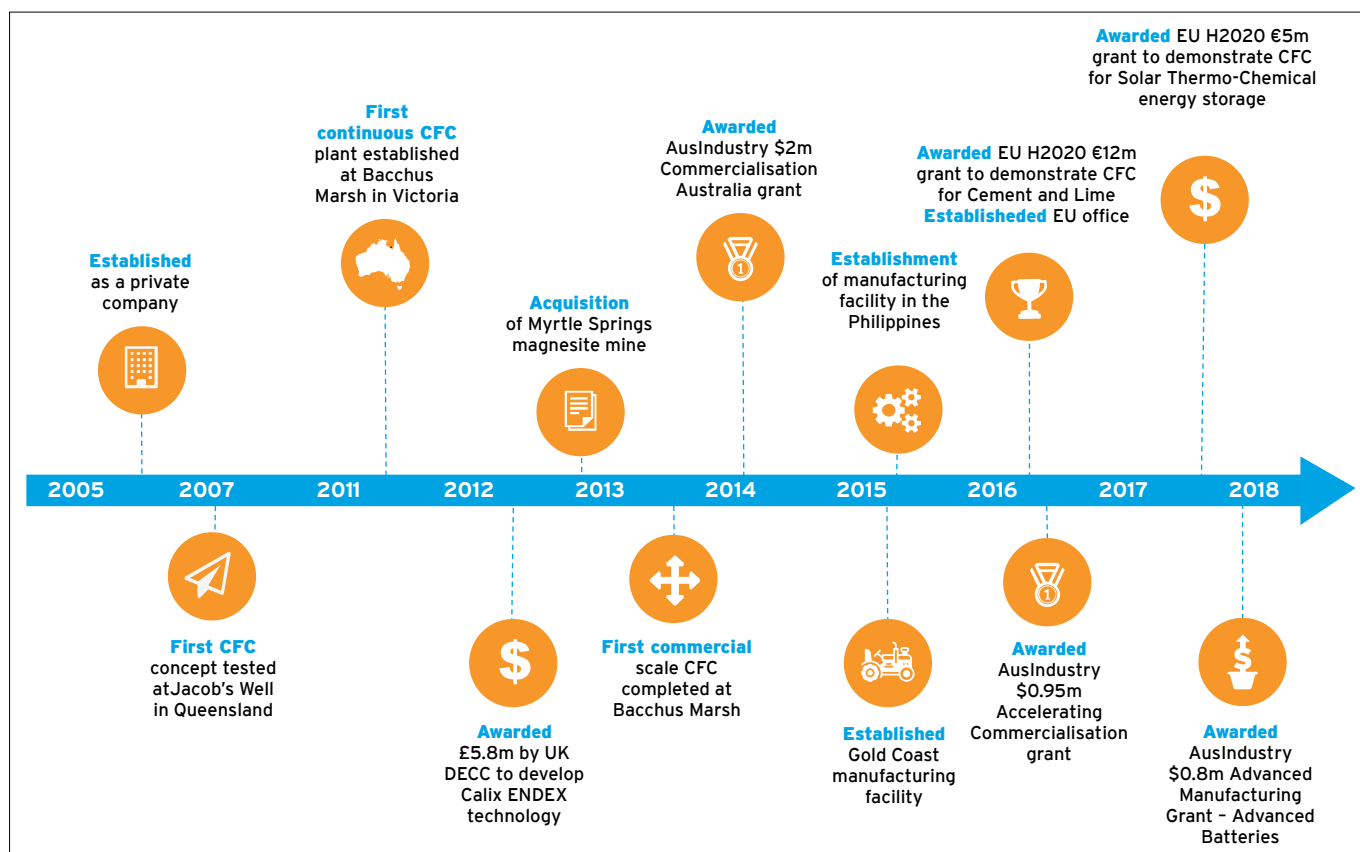 Awarded EU H2020 €5m
grant to demonstrate CFC
for Solar Thermo-Chemical
energy storage
First
continuous CFC
plant established
at Bacchus
Marsh in Victoria
Awarded
AusIndustry $2m
Commercialisation
Australia grant
Awarded EU H2020 €12m
grant to demonstrate CFC
for Cement and Lime
Establisheded EU office
Established
as a private
company
Acquisition
of Myrtle Springs
magnesite mine
Establishment
of manufacturing
facility in the
Philippines
$
1
2005 2007 2011 2012 2013 2014 2015 2016 2017 2018
First CFC
concept tested
atJacob's Well
in Queensland
$
Awarded
£5.8m by UK
DECC to develop
Calix ENDEX
technology
First commercial
scale CFC
completed at
Bacchus Marsh
Established
Gold Coast
manufacturing
facility
1
Awarded
AusIndustry
$0.95m
Accelerating
Commercialisation
grant
$
Awarded
AusIndustry
$0.8m Advanced
Manufacturing
Grant – Advanced
Batteries